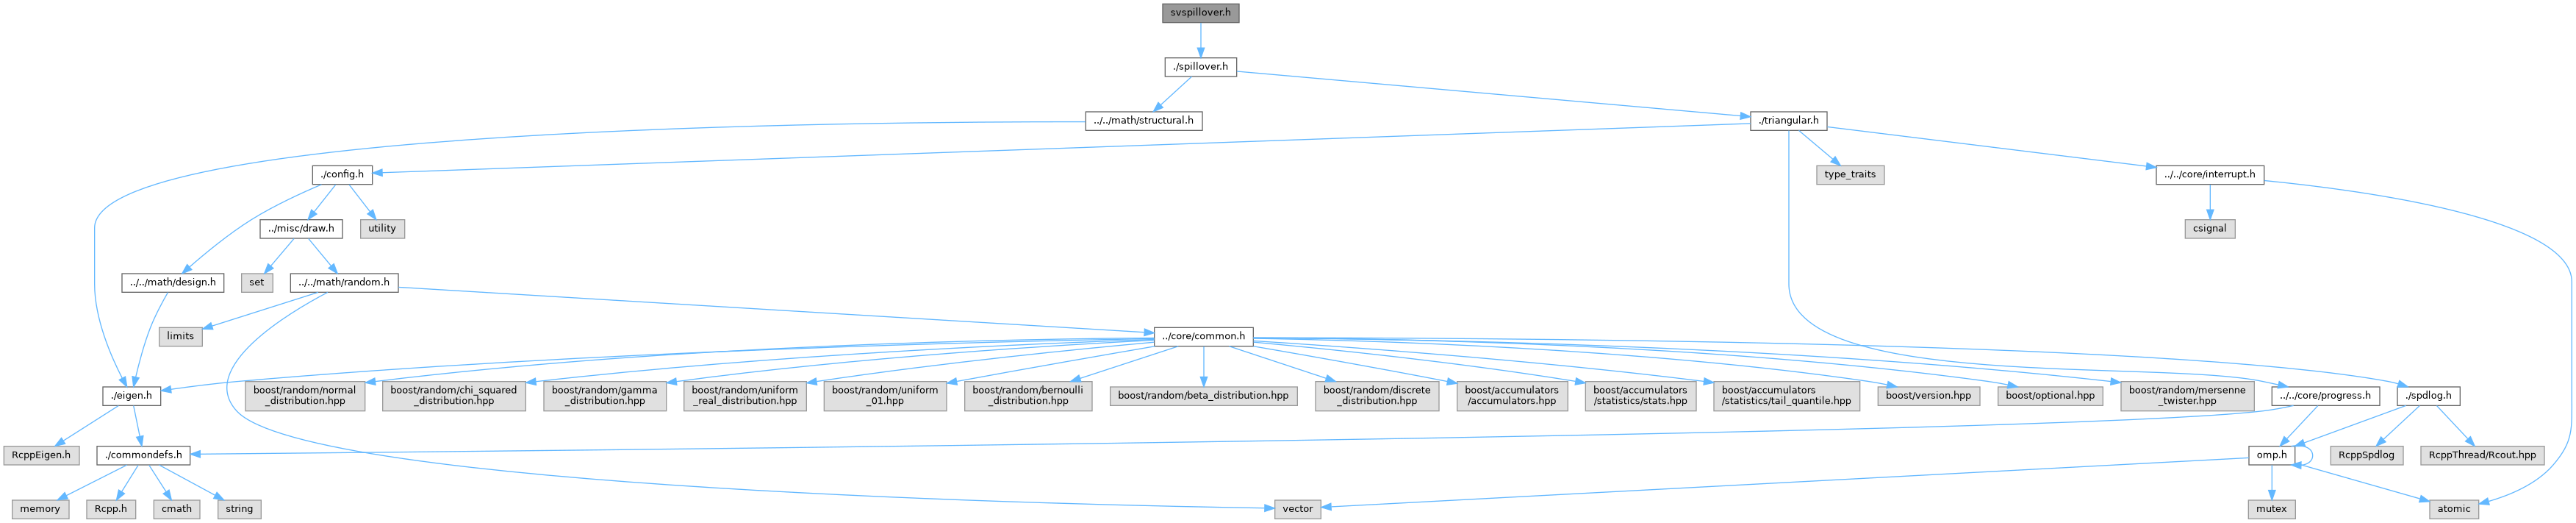 svspillover.h
./spillover.h
../../math/structural.h
./triangular.h
./config.h
type_traits
../../core/interrupt.h
../misc/draw.h
utility
csignal
../../math/design.h
set
../../math/random.h
limits
../core/common.h
./eigen.h
boost/random/normal
_distribution.hpp
boost/random/chi_squared
_distribution.hpp
boost/random/gamma
_distribution.hpp
boost/random/uniform
_real_distribution.hpp
boost/random/uniform
_01.hpp
boost/random/bernoulli
_distribution.hpp
boost/random/beta_distribution.hpp
boost/random/discrete
_distribution.hpp
boost/accumulators
/accumulators.hpp
boost/accumulators
/statistics/stats.hpp
boost/accumulators
/statistics/tail_quantile.hpp
boost/version.hpp
boost/optional.hpp
boost/random/mersenne
_twister.hpp
../../core/progress.h
./spdlog.h
RcppEigen.h
./commondefs.h
omp.h
RcppSpdlog
RcppThread/Rcout.hpp
memory
Rcpp.h
cmath
string
vector
mutex
atomic